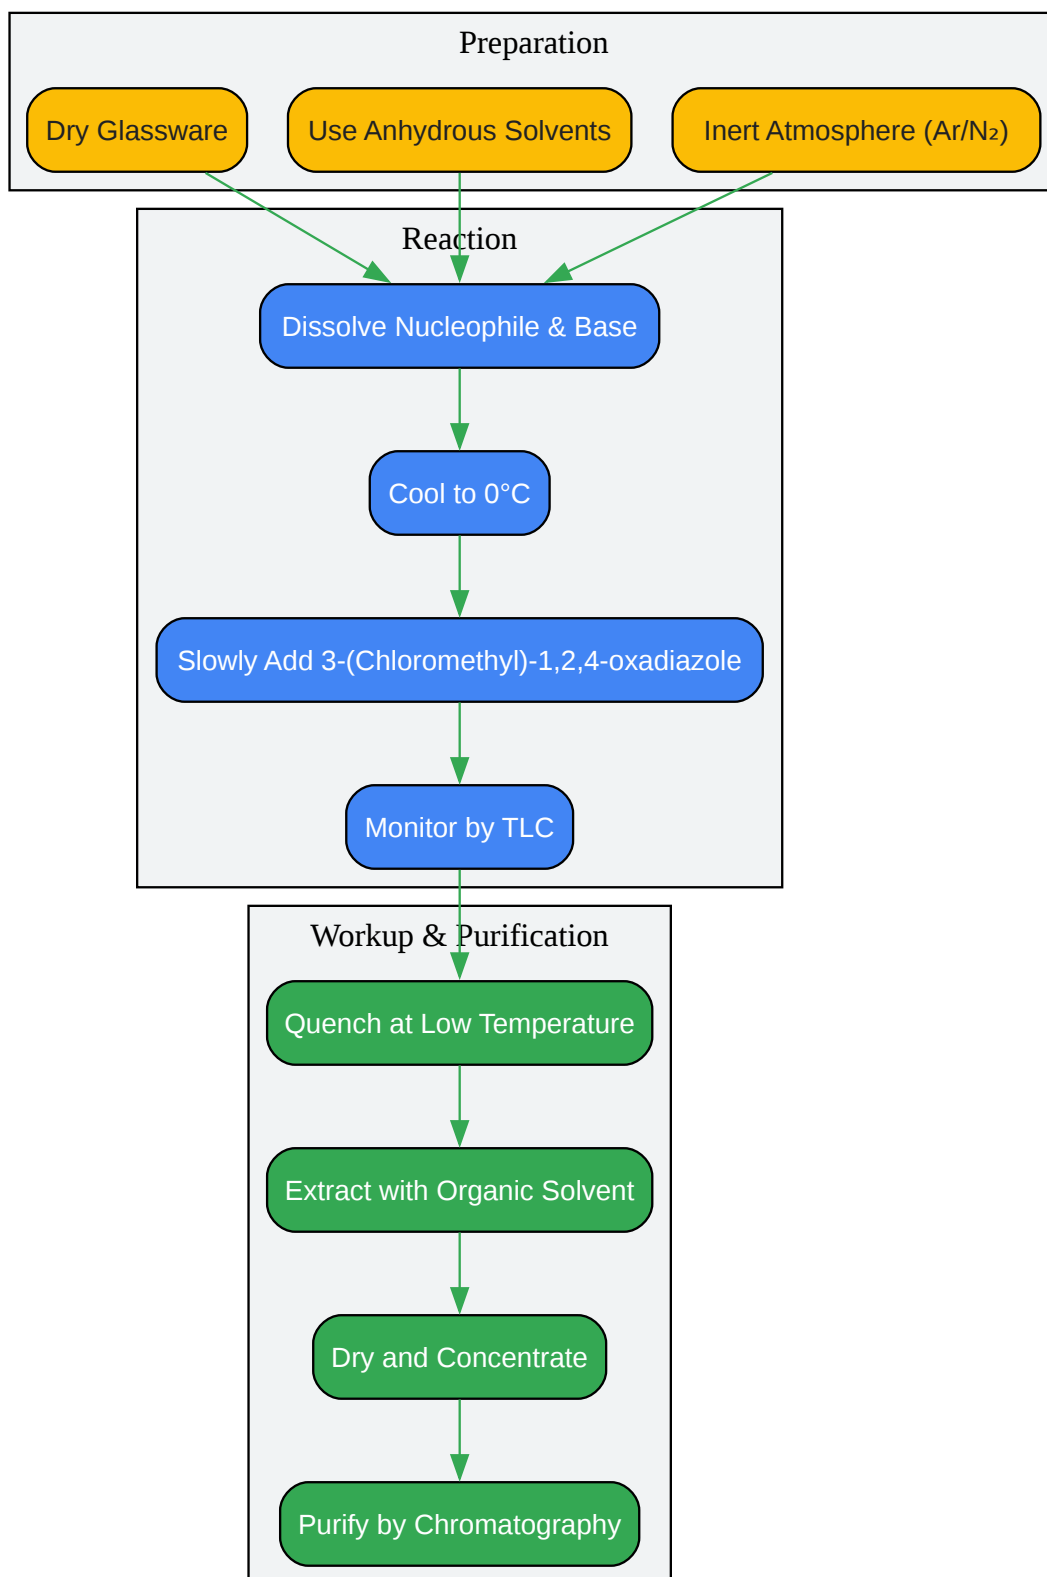 Preparation
Dry Glassware
Use Anhydrous Solvents
Inert Atmosphere (Ar/N₂)
Reaction
Dissolve Nucleophile & Base
Cool to 0°C
Slowly Add 3-(Chloromethyl)-1,2,4-oxadiazole
Monitor by TLC
Workup & Purification
Quench at Low Temperature
Extract with Organic Solvent
Dry and Concentrate
Purify by Chromatography